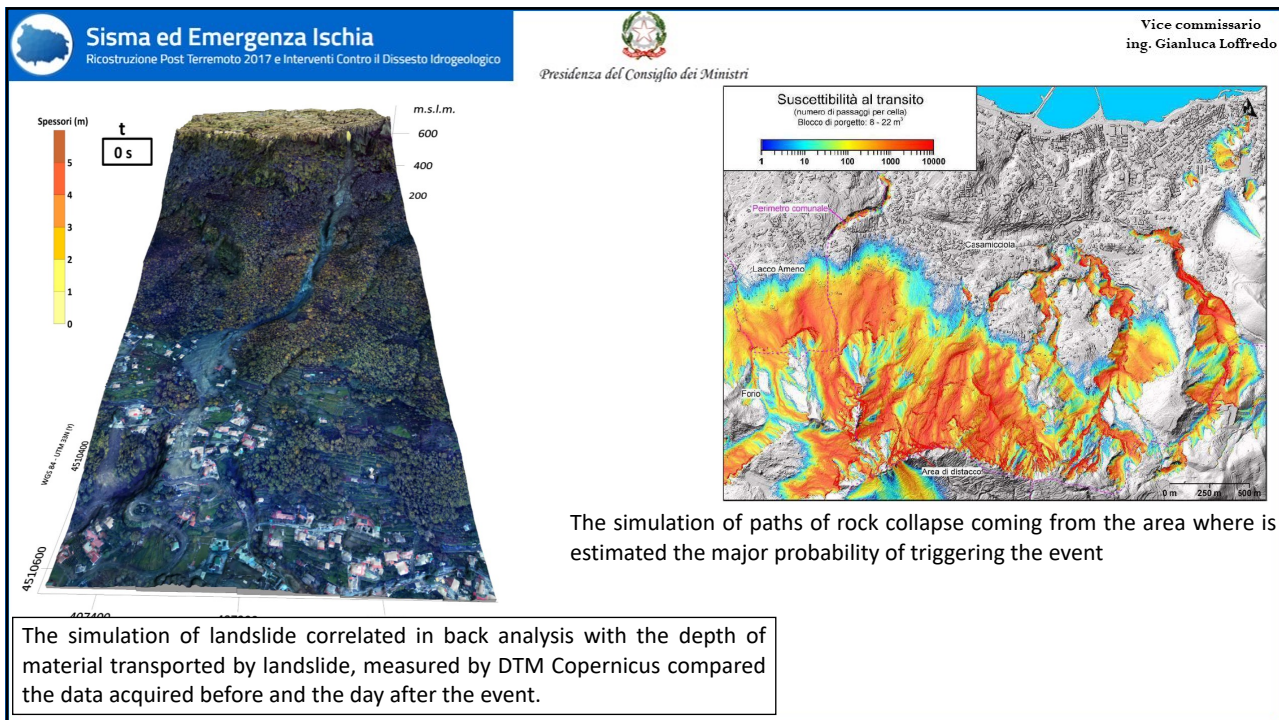 Sisma ed Emergenza Ischia
Ricostruzione Post Terremoto 2017 e Interventi Contro il Dissesto Idrogeologico
Presidenza del Consiglio dei Ministri
Vice commissario
ing. Gianluca Loffredo
Spessori (m)
5
4
3
2
1
0
t
0 s
m.s.l.m.
600
400
200
WGS 84 - UTM 33N (Y)
4510400
4510600
407400
Suscettibilità al transito
(numero di passaggi per cella)
Blocco di porgetto: 8 - 22 m³
1 10 100 1000 10000
Perimetro comunale
Casamicciola
Lacco Ameno
Forio
Area di distacco
0 m 250 m 500 m
The simulation of paths of rock collapse coming from the area where is
estimated the major probability of triggering the event
The simulation of landslide correlated in back analysis with the depth of
material transported by landslide, measured by DTM Copernicus compared
the data acquired before and the day after the event.